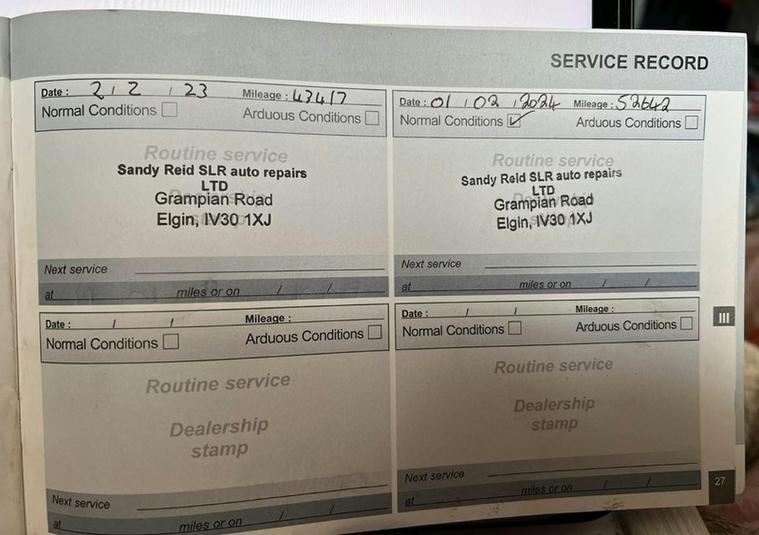 SERVICE RECORD
Date : 2 / 2 / 23 Mileage : 43417
Normal Conditions Arduous Conditions
Routine service
Sandy Reid SLR auto repairs
LTD
Grampian Road
Elgin, IV30 1XJ
Next service
at miles or on / /
Date : 01 / 02 / 2024 Mileage : 52642
Normal Conditions ✓ Arduous Conditions
Routine service
Sandy Reid SLR auto repairs
LTD
Grampian Road
Elgin, IV30 1XJ
Next service
at miles or on / /
Date : / / Mileage :
Normal Conditions Arduous Conditions
Routine service
Dealership
stamp
Next service
at miles or on / /
Date : / / Mileage :
Normal Conditions Arduous Conditions
Routine service
Dealership
stamp
Next service
at miles or on / /
III
27